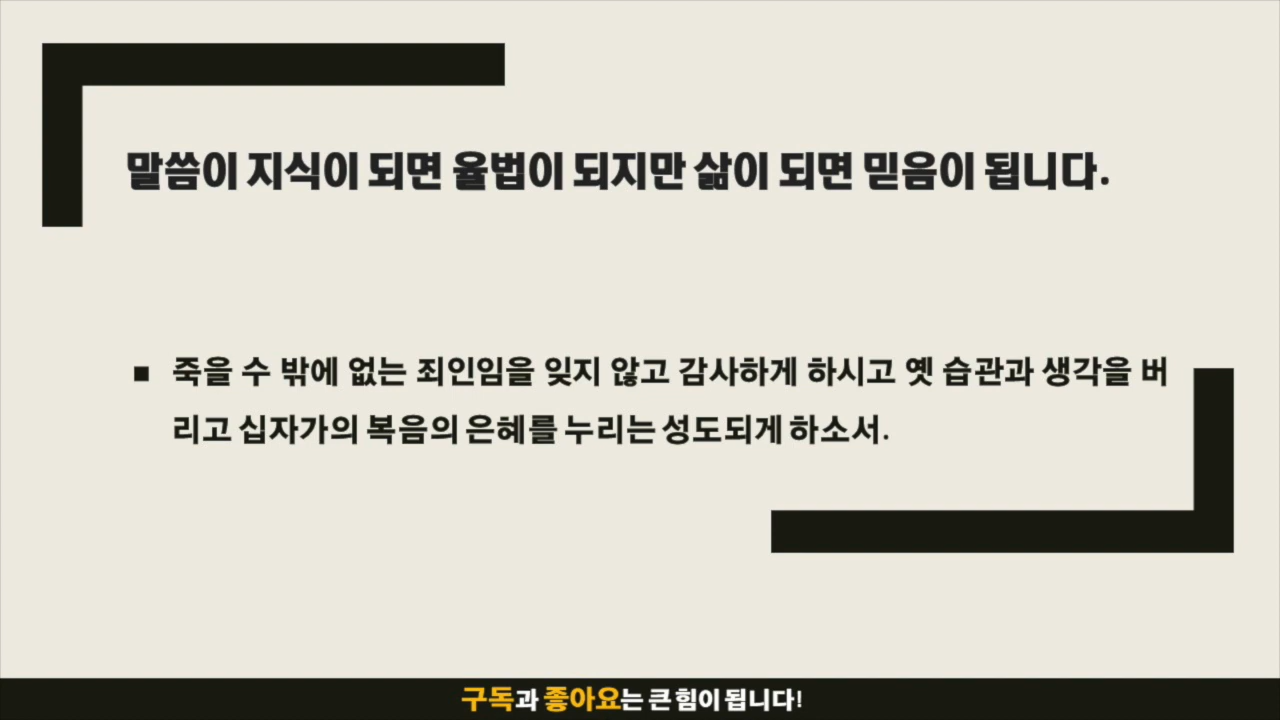 말씀이 지식이 되면 율법이 되지만 삶이 되면 믿음이 됩니다.
■ 죽을 수 밖에 없는 죄인임을 잊지 않고 감사하게 하시고 옛 습관과 생각을 버
리고 십자가의 복음의 은혜를 누리는 성도되게 하소서.
구독과 좋아요는 큰 힘이 됩니다!